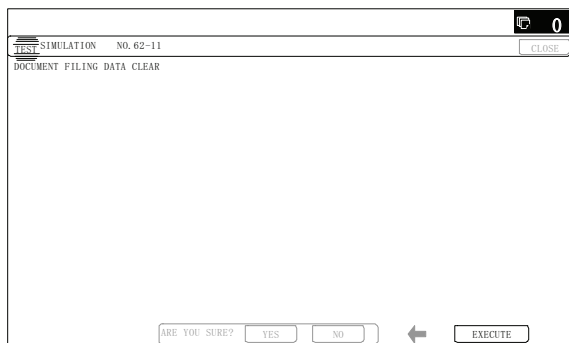 0
TEST SIMULATION NO. 62-11 CLOSE
DOCUMENT FILING DATA CLEAR
ARE YOU SURE? YES NO EXECUTE